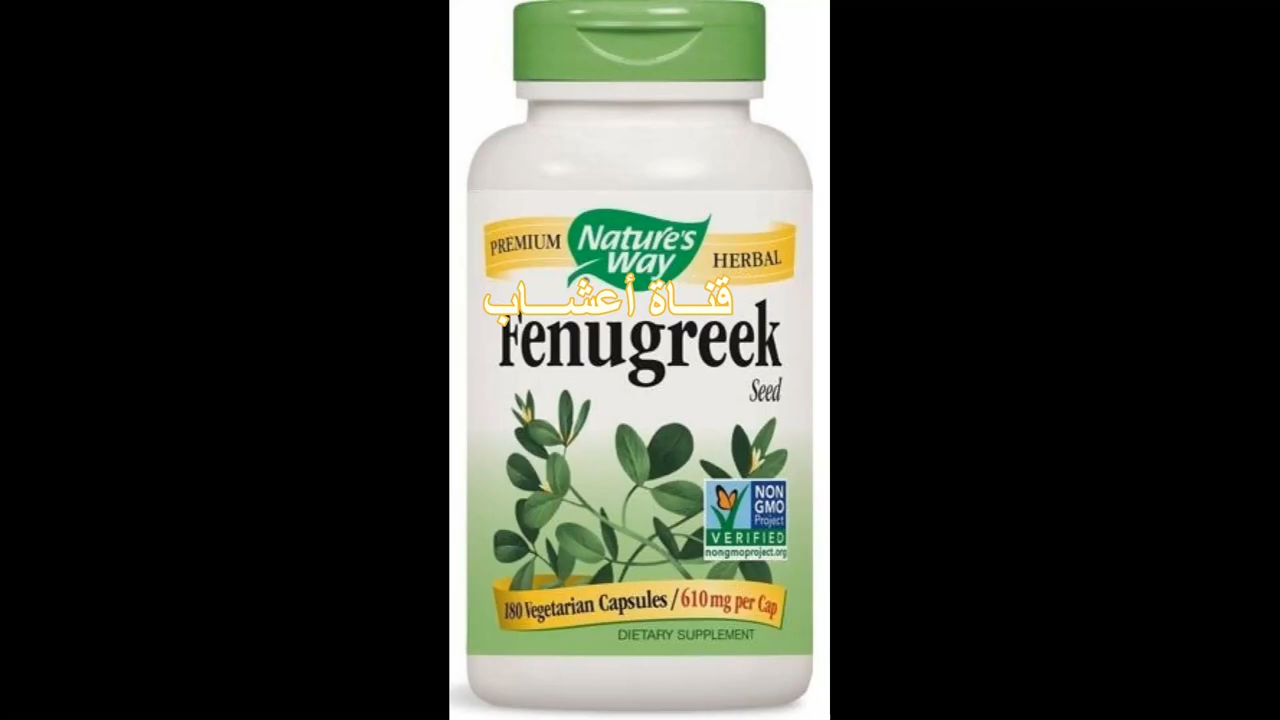 PREMIUM
Nature's
Way
HERBAL
قناة أعشاب
Fenugreek
Seed
NON
GMO
Project
VERIFIED
nongmoproject.org
180 Vegetarian Capsules / 610 mg per Cap
DIETARY SUPPLEMENT